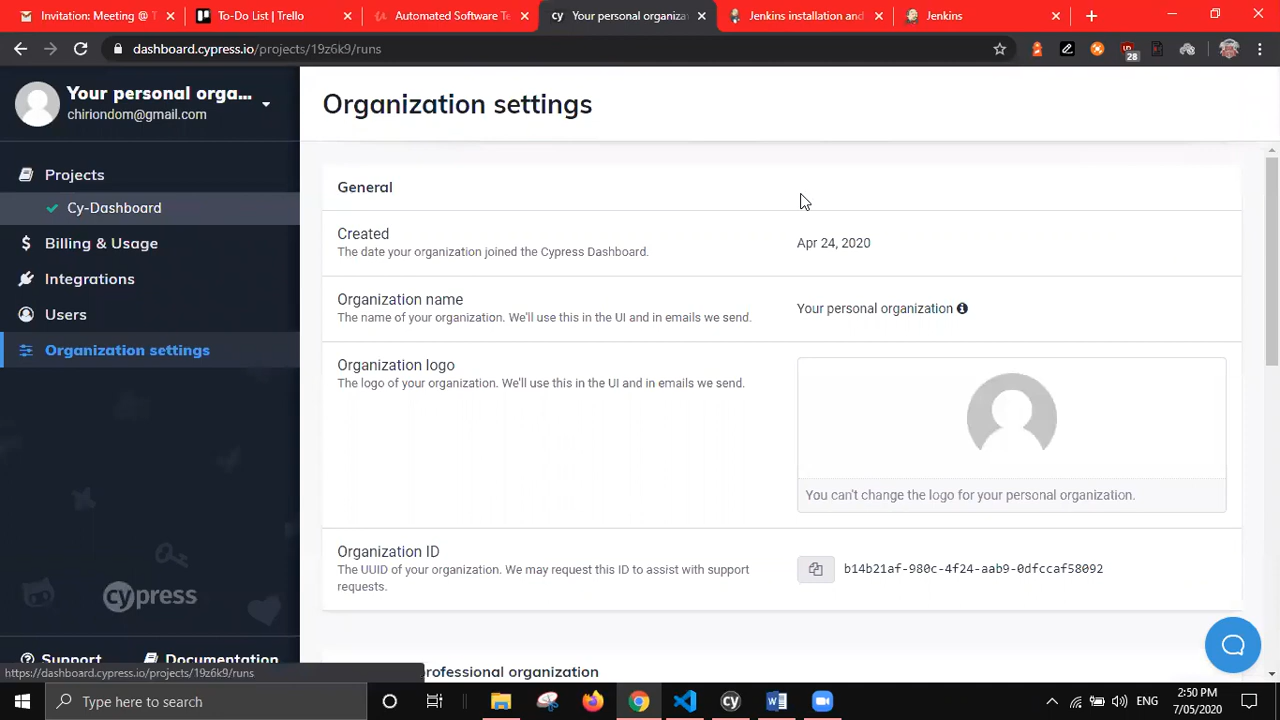 Invitation: Meeting @ T
To-Do List | Trello
Automated Software Te
Your personal organiza
Jenkins installation and
Jenkins
dashboard.cypress.io/projects/19z6k9/runs
28
Your personal orga...
chiriondom@gmail.com
Projects
Cy-Dashboard
Billing & Usage
Integrations
Users
Organization settings
cypress
Support
Documentation
Organization settings
General
Created
The date your organization joined the Cypress Dashboard.
Apr 24, 2020
Organization name
The name of your organization. We'll use this in the UI and in emails we send.
Your personal organization
Organization logo
The logo of your organization. We'll use this in the UI and in emails we send.
You can't change the logo for your personal organization.
Organization ID
The UUID of your organization. We may request this ID to assist with support
requests.
b14b21af-980c-4f24-aab9-0dfccaf58092
professional organization
https://dashboard.cypress.io/projects/19z6k9/runs
Type here to search
ENG
2:50 PM
7/05/2020